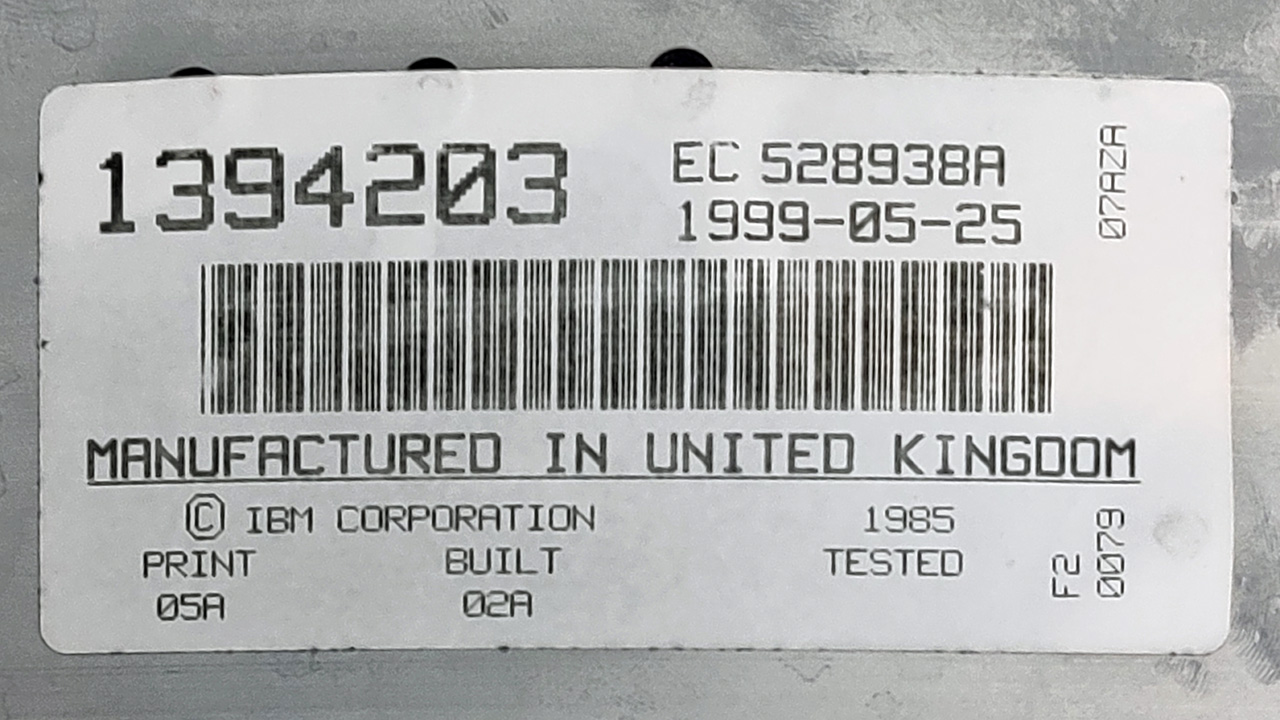 1394203
EC 528938A
1999-05-25
07AZA
MANUFACTURED IN UNITED KINGDOM
© IBM CORPORATION 1985
PRINT BUILT TESTED
05A 02A
F2
0079